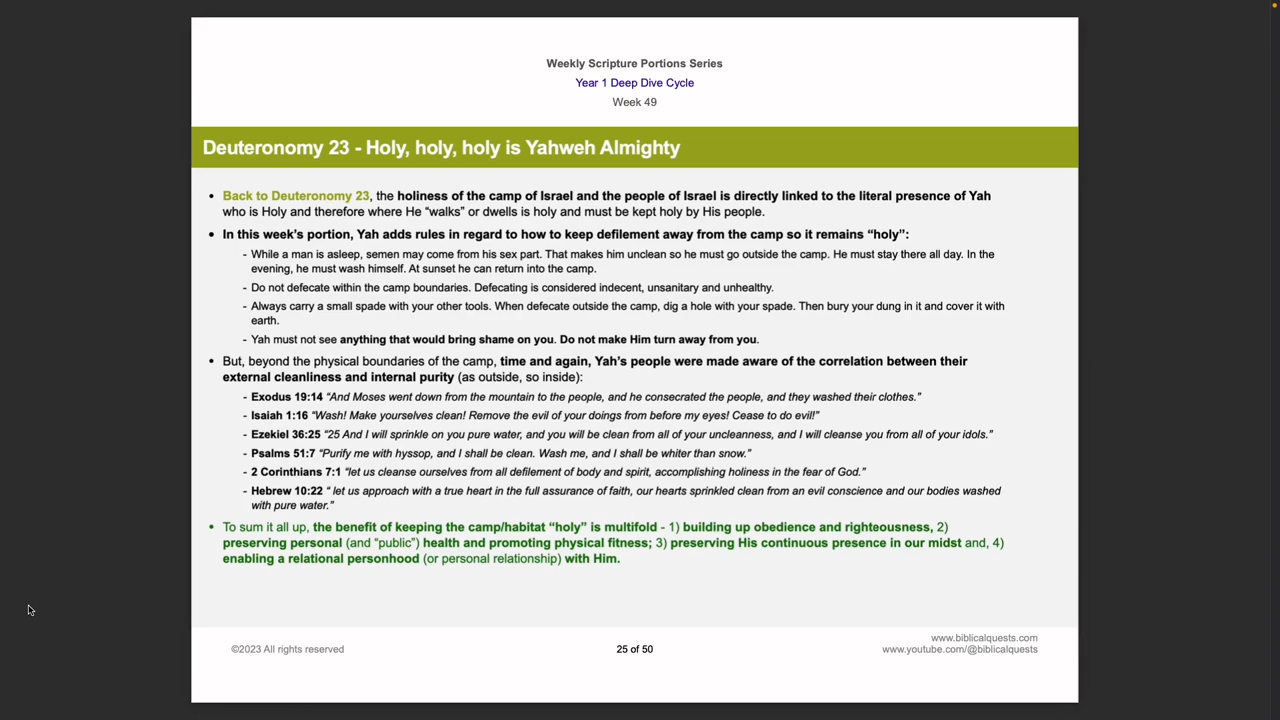 Weekly Scripture Portions Series
Year 1 Deep Dive Cycle
Week 49
Deuteronomy 23 - Holy, holy, holy is Yahweh Almighty
• Back to Deuteronomy 23, the holiness of the camp of Israel and the people of Israel is directly linked to the literal presence of Yah
who is Holy and therefore where He “walks” or dwells is holy and must be kept holy by His people.
• In this week’s portion, Yah adds rules in regard to how to keep defilement away from the camp so it remains “holy”:
- While a man is asleep, semen may come from his sex part. That makes him unclean so he must go outside the camp. He must stay there all day. In the
evening, he must wash himself. At sunset he can return into the camp.
- Do not defecate within the camp boundaries. Defecating is considered indecent, unsanitary and unhealthy.
- Always carry a small spade with your other tools. When defecate outside the camp, dig a hole with your spade. Then bury your dung in it and cover it with
earth.
- Yah must not see anything that would bring shame on you. Do not make Him turn away from you.
• But, beyond the physical boundaries of the camp, time and again, Yah’s people were made aware of the correlation between their
external cleanliness and internal purity (as outside, so inside):
- Exodus 19:14 “And Moses went down from the mountain to the people, and he consecrated the people, and they washed their clothes.”
- Isaiah 1:16 “Wash! Make yourselves clean! Remove the evil of your doings from before my eyes! Cease to do evil!”
- Ezekiel 36:25 “25 And I will sprinkle on you pure water, and you will be clean from all of your uncleanness, and I will cleanse you from all of your idols.”
- Psalms 51:7 “Purify me with hyssop, and I shall be clean. Wash me, and I shall be whiter than snow.”
- 2 Corinthians 7:1 “let us cleanse ourselves from all defilement of body and spirit, accomplishing holiness in the fear of God.”
- Hebrew 10:22 “ let us approach with a true heart in the full assurance of faith, our hearts sprinkled clean from an evil conscience and our bodies washed
with pure water.”
• To sum it all up, the benefit of keeping the camp/habitat “holy” is multifold - 1) building up obedience and righteousness, 2)
preserving personal (and “public”) health and promoting physical fitness; 3) preserving His continuous presence in our midst and, 4)
enabling a relational personhood (or personal relationship) with Him.
©2023 All rights reserved
25 of 50
www.biblicalquests.com
www.youtube.com/@biblicalquests